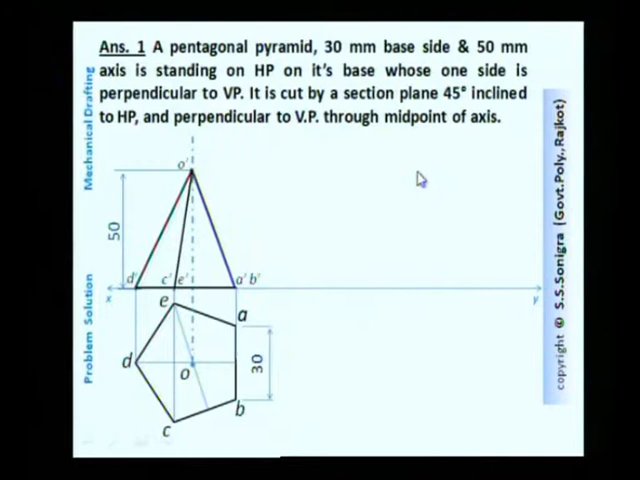 Ans. 1 A pentagonal pyramid, 30 mm base side & 50 mm
axis is standing on HP on it's base whose one side is
perpendicular to VP. It is cut by a section plane 45° inclined
to HP, and perpendicular to V.P. through midpoint of axis.
Mechanical Drafting
Problem Solution
copyright © S.S.Sonigra (Govt.Poly., Rajkot)
o'
50
d' c' e' a' b'
x y
e
a
d
o
30
b
c